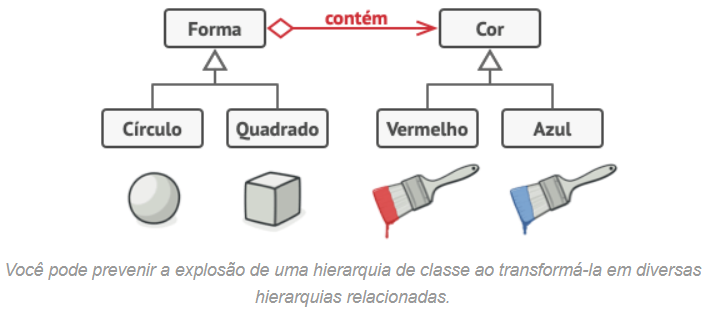 contém
Forma
Cor
Círculo
Quadrado
Vermelho
Azul
Você pode prevenir a explosão de uma hierarquia de classe ao transformá-la em diversas
hierarquias relacionadas.